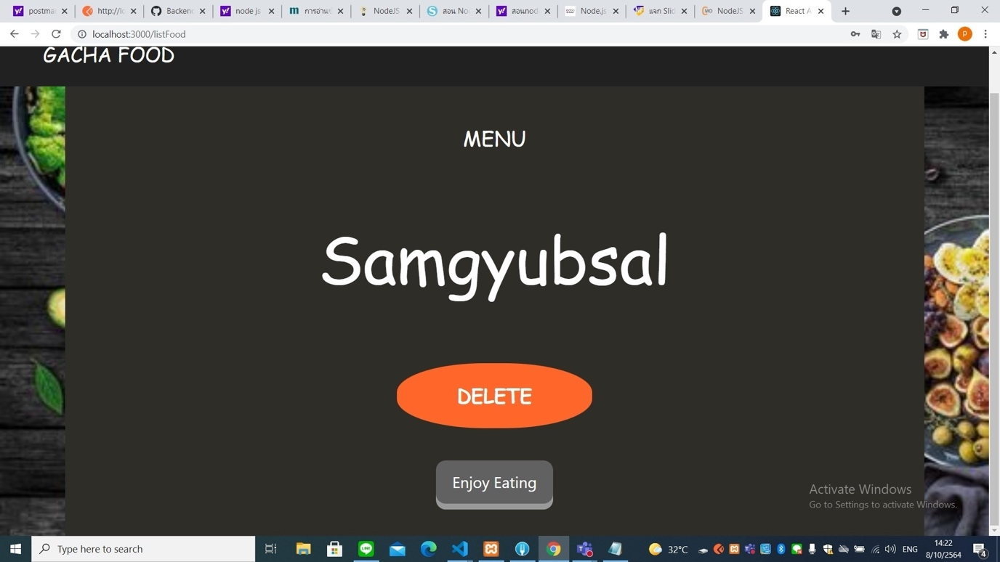 postma
http://lo
Backend
node js
การอ่านข
NodeJS
สอน No
สอนnod
Node.js
แจก Slid
NodeJS
React A
localhost:3000/listFood
P
GACHA FOOD
MENU
Samgyubsal
DELETE
Enjoy Eating
Activate Windows
Go to Settings to activate Windows.
Type here to search
32°C
ENG
14:22
8/10/2564
4